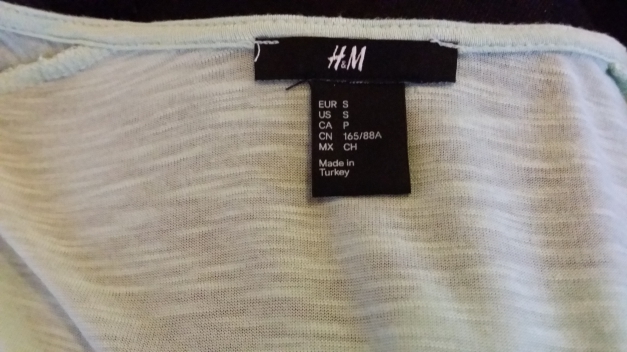 H&M
EUR S
US S
CA P
CN 165/88A
MX CH
Made in
Turkey